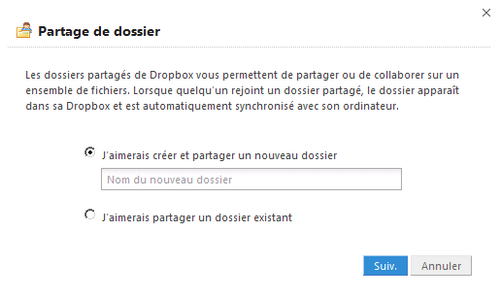 Partage de dossier
Les dossiers partagés de Dropbox vous permettent de partager ou de collaborer sur un
ensemble de fichiers. Lorsque quelqu'un rejoint un dossier partagé, le dossier apparaît
dans sa Dropbox et est automatiquement synchronisé avec son ordinateur.
J'aimerais créer et partager un nouveau dossier
Nom du nouveau dossier
J'aimerais partager un dossier existant
Suiv. Annuler